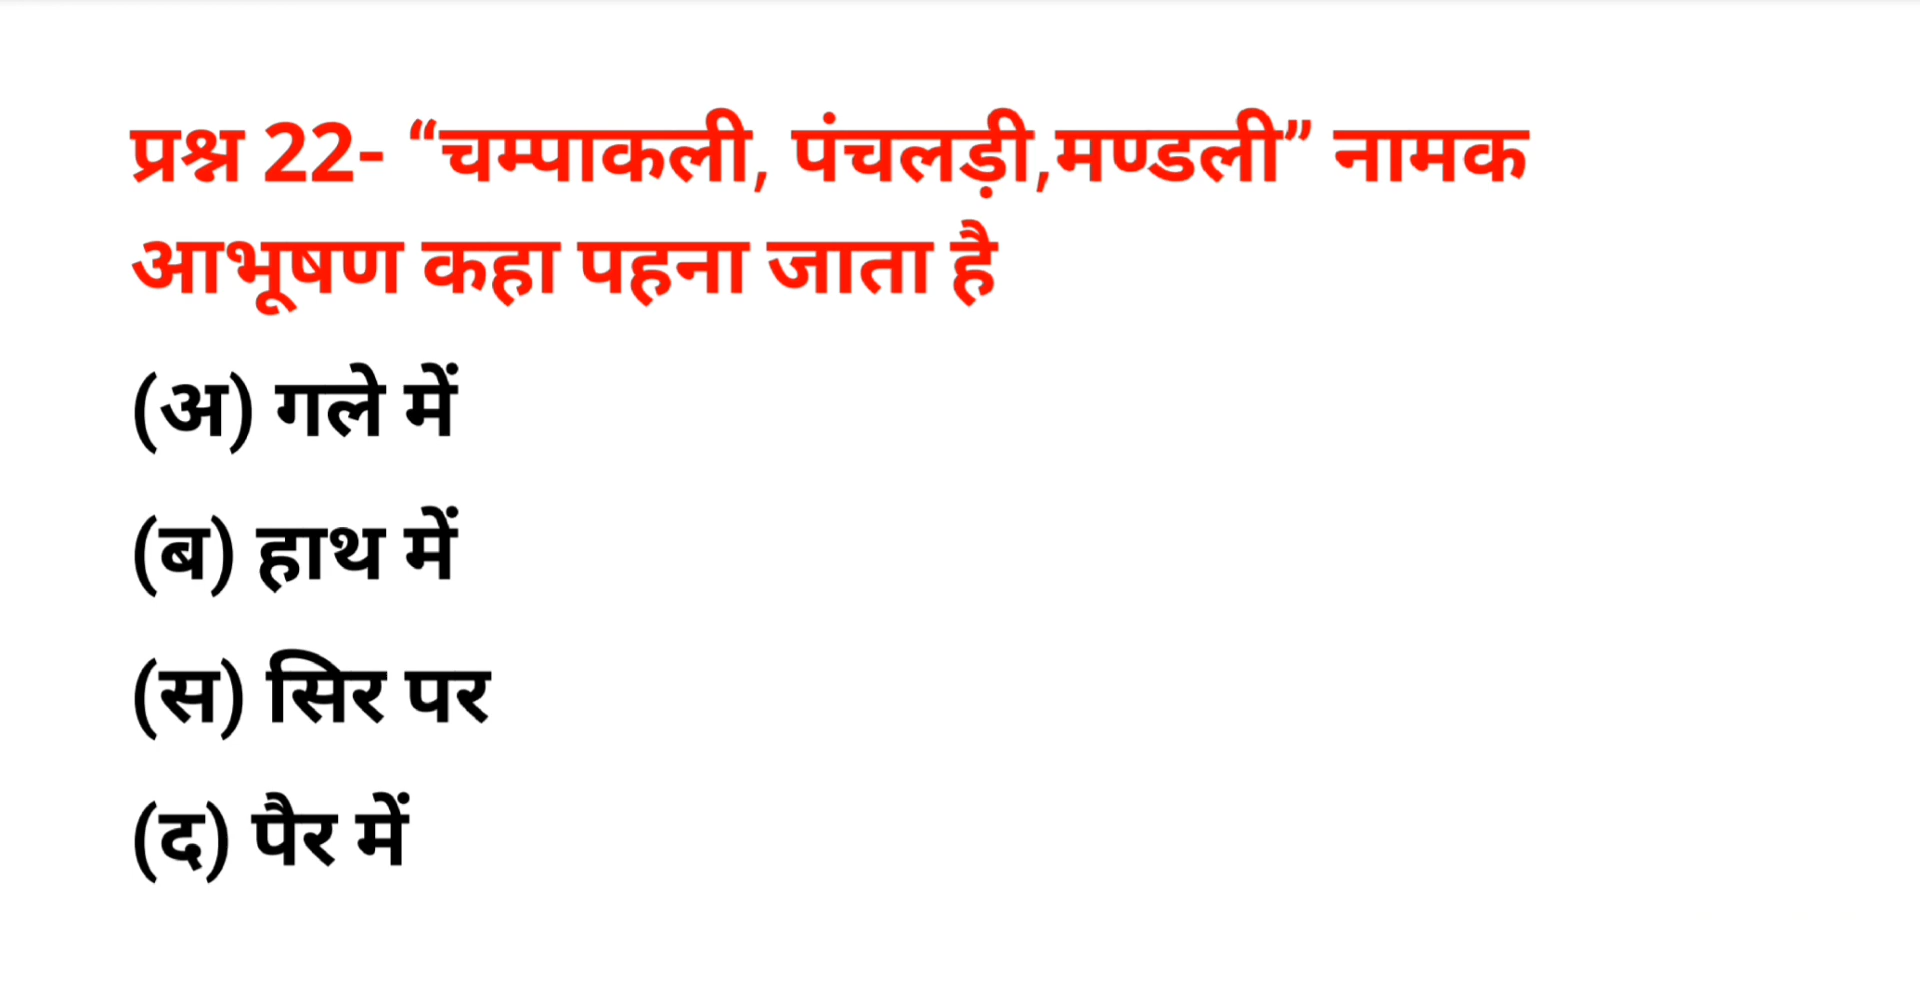 प्रश्न 22- “चम्पाकली, पंचलड़ी,मण्डली” नामक
आभूषण कहा पहना जाता है
(अ) गले में
(ब) हाथ में
(स) सिर पर
(द) पैर में